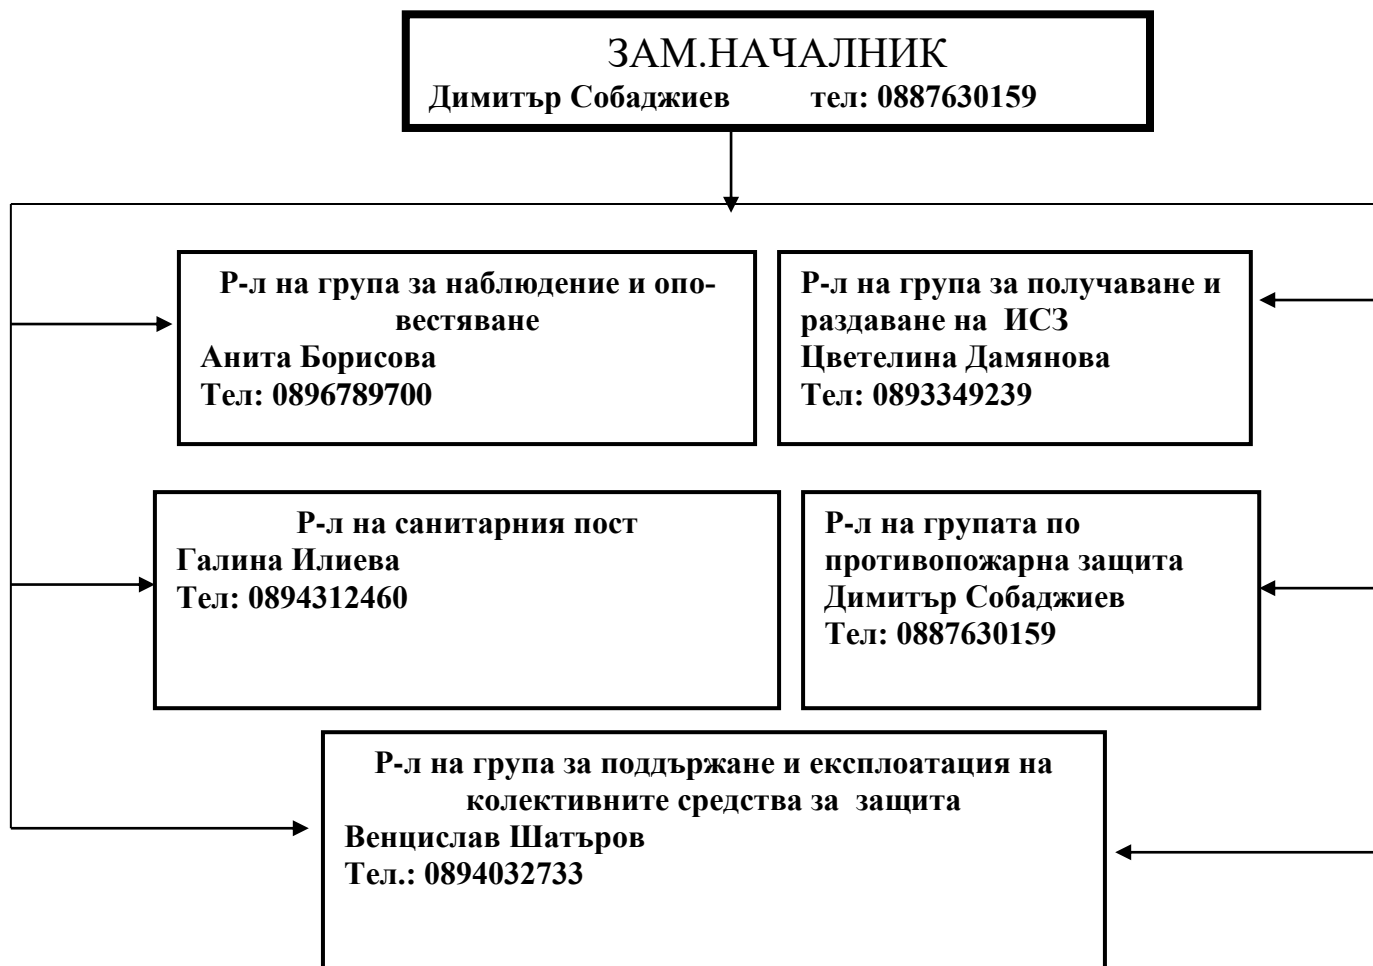 ЗАМ.НАЧАЛНИК
Димитър Собаджиев тел: 0887630159
Р-л на група за наблюдение и опо-
вестяване
Анита Борисова
Тел: 0896789700
Р-л на група за получаване и
раздаване на ИСЗ
Цветелина Дамянова
Тел: 0893349239
Р-л на санитарния пост
Галина Илиева
Тел: 0894312460
Р-л на групата по
противопожарна защита
Димитър Собаджиев
Тел: 0887630159
Р-л на група за поддържане и експлоатация на
колективните средства за защита
Венцислав Шатъров
Тел.: 0894032733